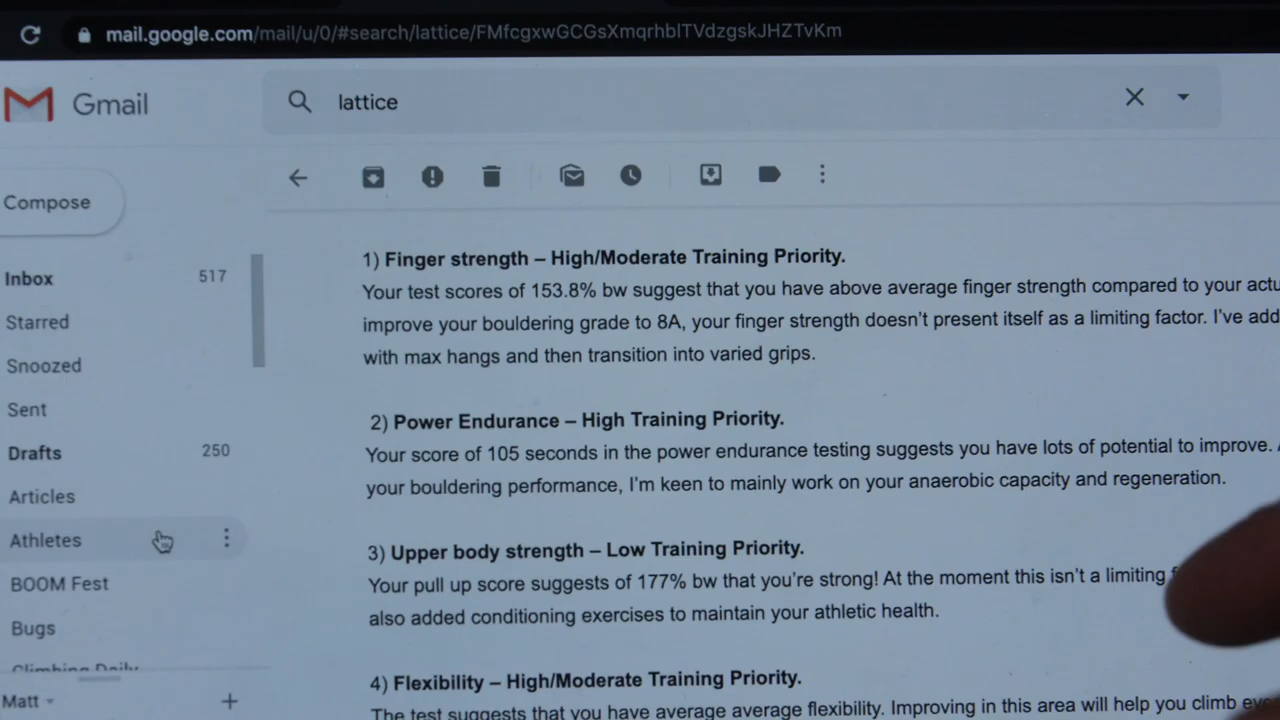 mail.google.com/mail/u/0/#search/lattice/FMfcgxwGCGsXmqrhblTVdzgskJHZTvKm
Gmail
lattice
Compose
Inbox 517
Starred
Snoozed
Sent
Drafts 250
Articles
Athletes
BOOM Fest
Bugs
Climbing Daily
Matt
1) Finger strength – High/Moderate Training Priority.
Your test scores of 153.8% bw suggest that you have above average finger strength compared to your
improve your bouldering grade to 8A, your finger strength doesn't present itself as a limiting factor. I've
with max hangs and then transition into varied grips.
2) Power Endurance – High Training Priority.
Your score of 105 seconds in the power endurance testing suggests you have lots of potential to improve.
your bouldering performance, I'm keen to mainly work on your anaerobic capacity and regeneration.
3) Upper body strength – Low Training Priority.
Your pull up score suggests of 177% bw that you're strong! At the moment this isn't a limiting
also added conditioning exercises to maintain your athletic health.
4) Flexibility – High/Moderate Training Priority.
The test suggests that you have average average flexibility. Improving in this area will help you climb